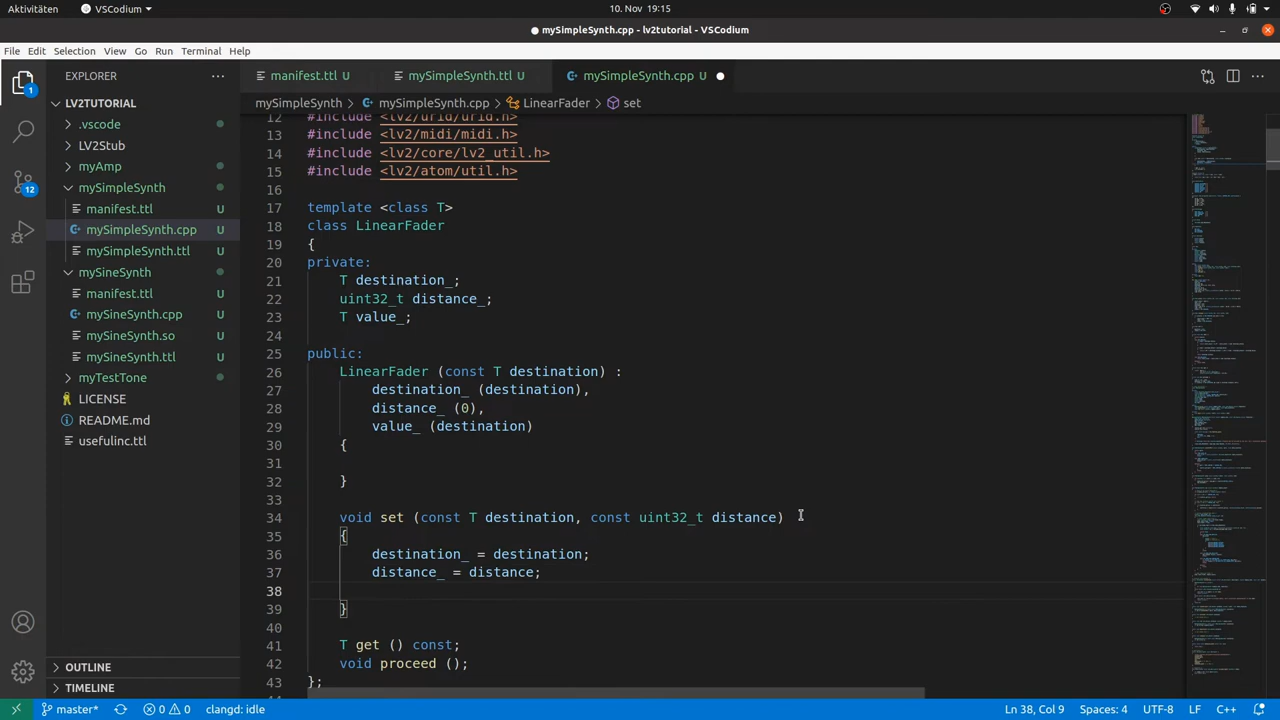 Aktivitäten
VSCodium
10. Nov 19:15
mySimpleSynth.cpp - lv2tutorial - VSCodium
File Edit Selection View Go Run Terminal Help
EXPLORER
manifest.ttl U
mySimpleSynth.ttl U
mySimpleSynth.cpp U
LV2TUTORIAL
mySimpleSynth > mySimpleSynth.cpp > LinearFader > set
.vscode
LV2Stub
myAmp
mySimpleSynth
manifest.ttl U
mySimpleSynth.cpp U
mySimpleSynth.ttl U
mySineSynth
manifest.ttl U
mySineSynth.cpp U
mySineSynth.so U
mySineSynth.ttl U
myTestTone
LICENSE
README.md
usefulinc.ttl
OUTLINE
TIMELINE
1
12
12 #include <lv2/urid/urid.h>
13 #include <lv2/midi/midi.h>
14 #include <lv2/core/lv2_util.h>
15 #include <lv2/atom/util.h>
16
17 template <class T>
18 class LinearFader
19 {
20 private:
21 T destination_;
22 uint32_t distance_;
23 T value_;
24
25 public:
26 LinearFader (const T destination) :
27 destination_ (destination),
28 distance_ (0),
29 value_ (destination)
30 {
31
32 }
33
34 void set (const T destination, const uint32_t distance)
35 {
36 destination_ = destination;
37 distance_ = distance;
38
39
40
41 T get () const;
42 void proceed ();
43 };
master* 0 0 clangd: idle Ln 38, Col 9 Spaces: 4 UTF-8 LF C++